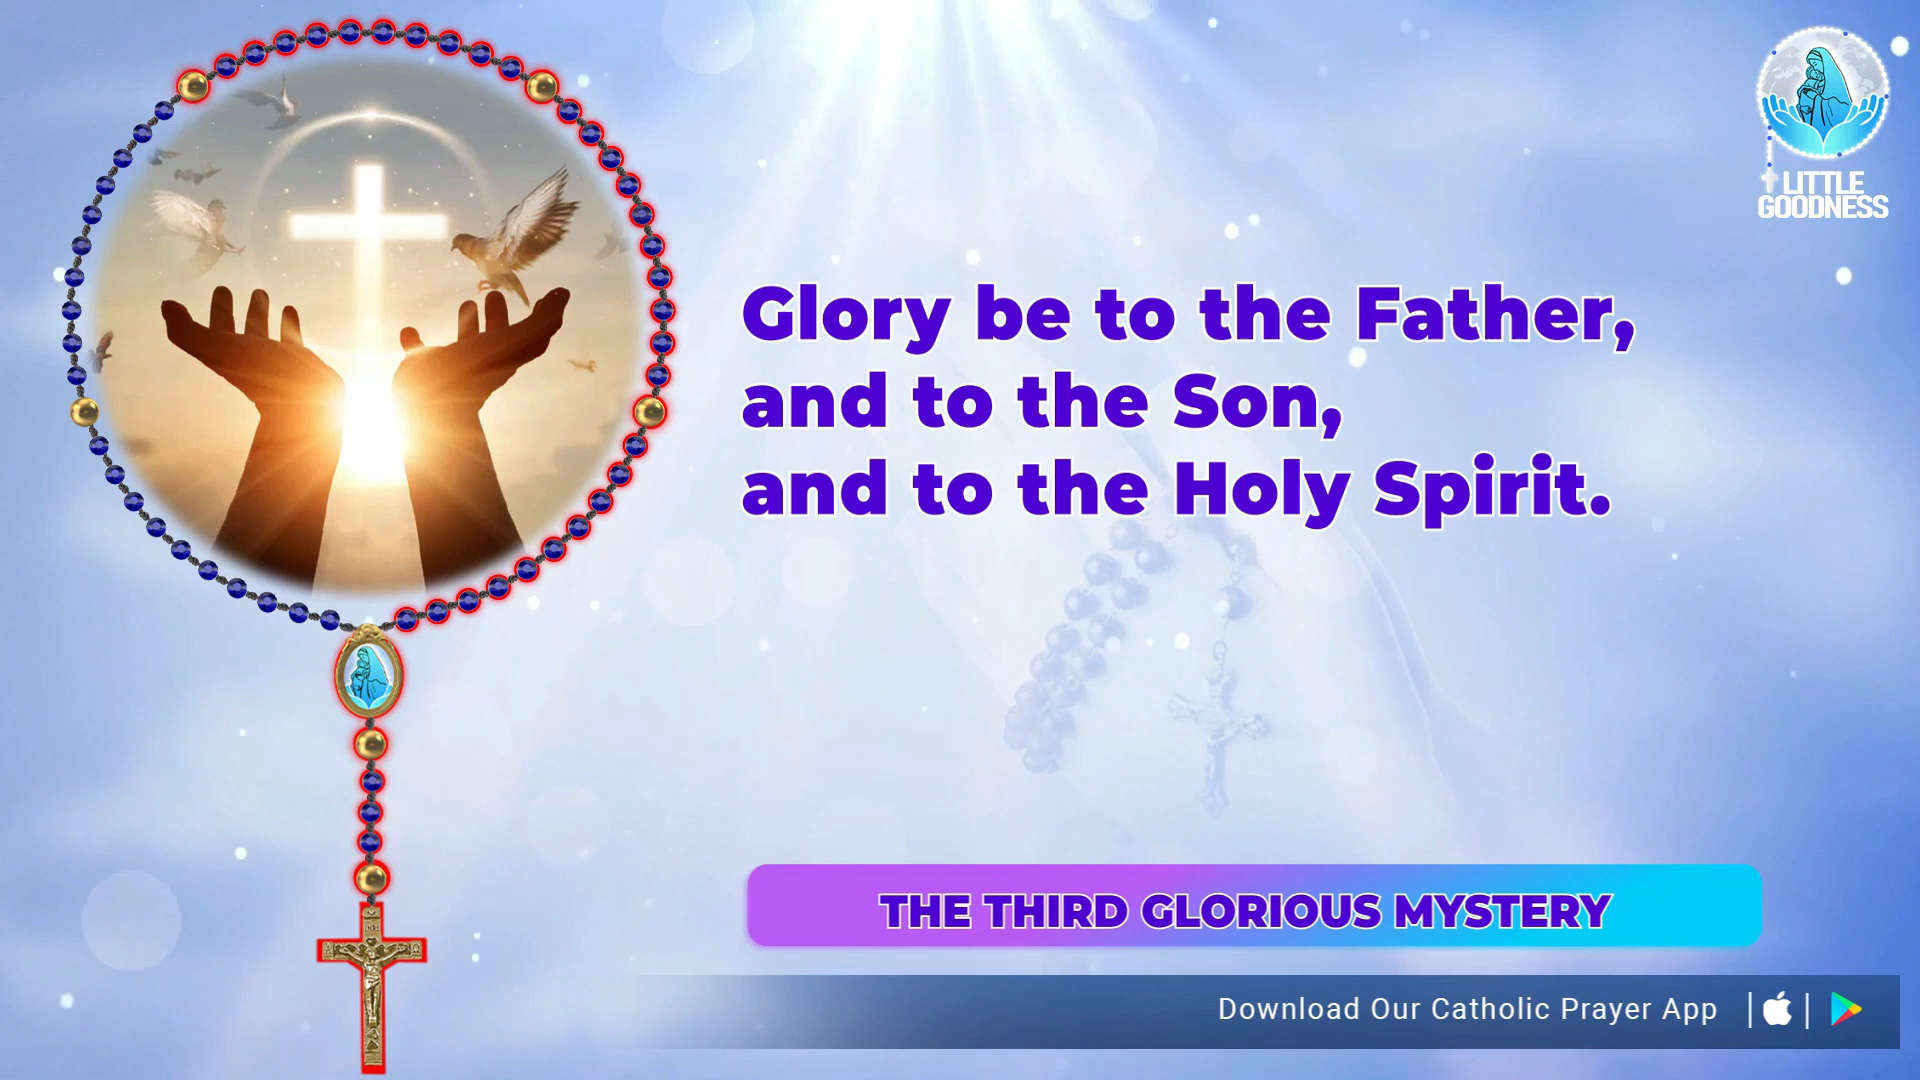 LITTLE
GOODNESS
Glory be to the Father,
and to the Son,
and to the Holy Spirit.
INRI
THE THIRD GLORIOUS MYSTERY
Download Our Catholic Prayer App